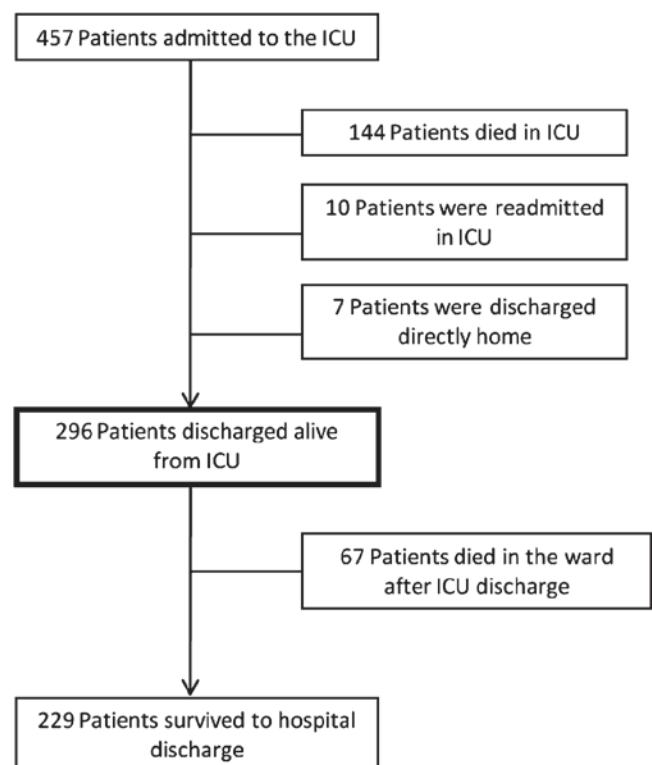 457 Patients admitted to the ICU
144 Patients died in ICU
10 Patients were readmitted
in ICU
7 Patients were discharged
directly home
296 Patients discharged alive
from ICU
67 Patients died in the ward
after ICU discharge
229 Patients survived to hospital
discharge